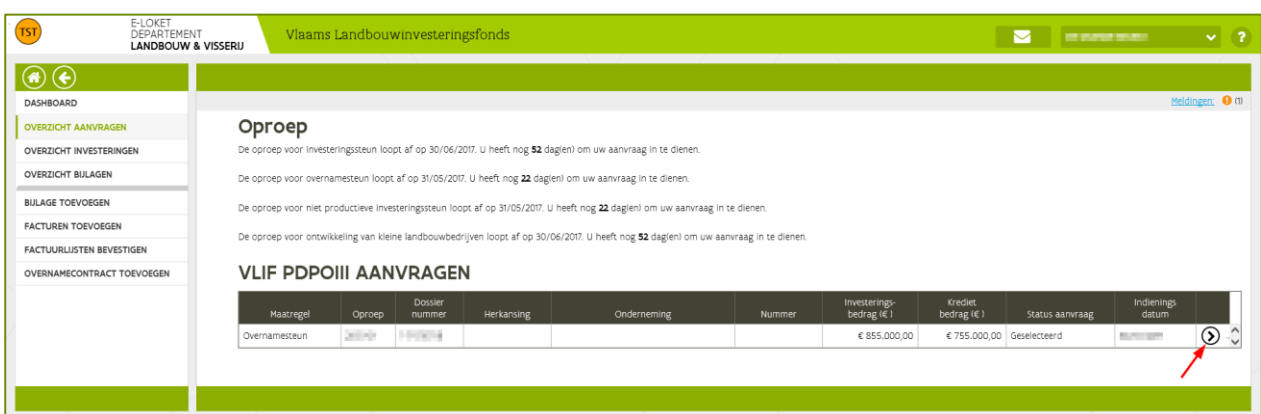 TST
E-LOKET
DEPARTEMENT
LANDBOUW & VISSERIJ
Vlaams Landbouwinvesteringsfonds
?
Meldingen: ! (1)
DASHBOARD
OVERZICHT AANVRAGEN
OVERZICHT INVESTERINGEN
OVERZICHT BIJLAGEN
BIJLAGE TOEVOEGEN
FACTUREN TOEVOEGEN
FACTUURLIJSTEN BEVESTIGEN
OVERNAMECONTRACT TOEVOEGEN
Oproep
De oproep voor investeringssteun loopt af op 30/06/2017. U heeft nog 52 dag(en) om uw aanvraag in te dienen.
De oproep voor overnamesteun loopt af op 31/05/2017. U heeft nog 22 dag(en) om uw aanvraag in te dienen.
De oproep voor niet productieve investeringssteun loopt af op 31/05/2017. U heeft nog 22 dag(en) om uw aanvraag in te dienen.
De oproep voor ontwikkeling van kleine landbouwbedrijven loopt af op 30/06/2017. U heeft nog 52 dag(en) om uw aanvraag in te dienen.
VLIF PDPOIII AANVRAGEN
Maatregel Oproep Dossier nummer Herkansing Onderneming Nummer Investerings- bedrag (€) Krediet bedrag (€) Status aanvraag Indienings datum
Overnamesteun € 855.000,00 € 755.000,00 Geselecteerd